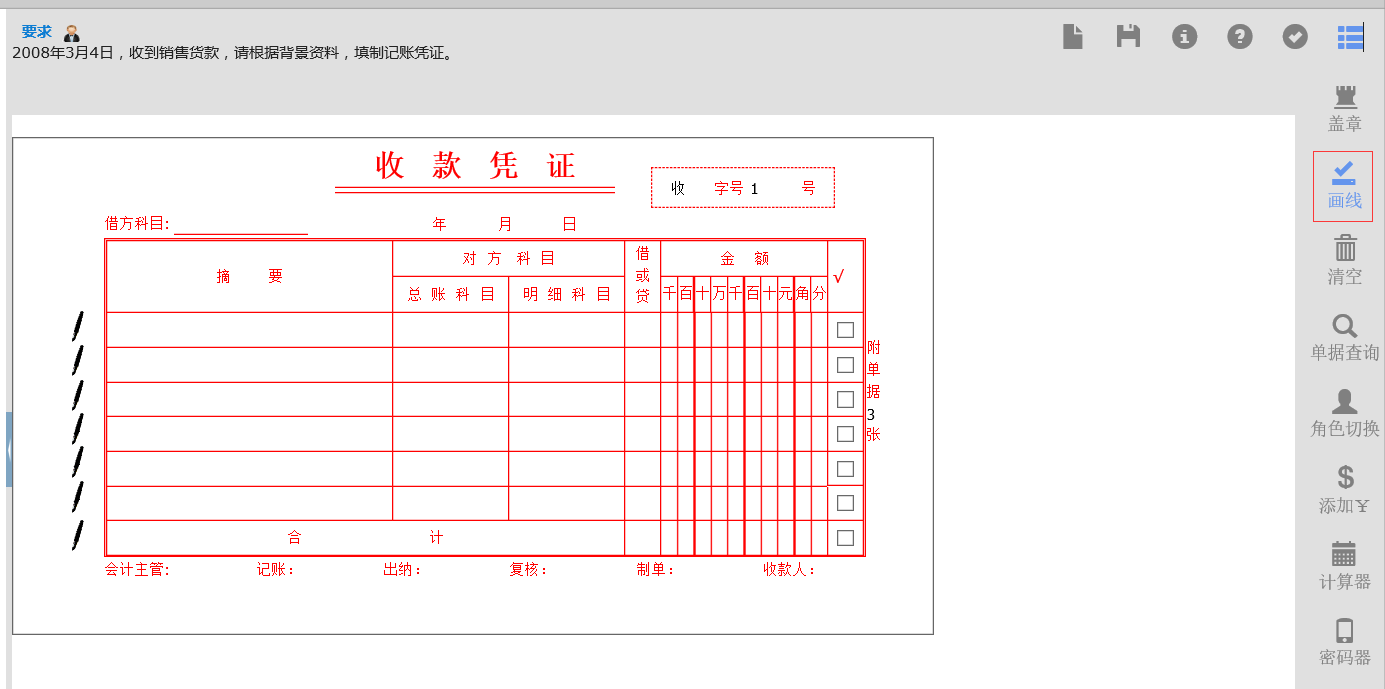 要求
2008年3月4日，收到销售货款，请根据背景资料，填制记账凭证。
收 款 凭 证
收 字号 1 号
借方科目: 年 月 日
摘 要
对 方 科 目
总 账 科 目
明 细 科 目
借
或
贷
金 额
千百十万千百十元角分
√
附
单
据
3
张
合 计
会计主管: 记账: 出纳: 复核: 制单: 收款人:
盖章
画线
清空
单据查询
角色切换
添加￥
计算器
密码器